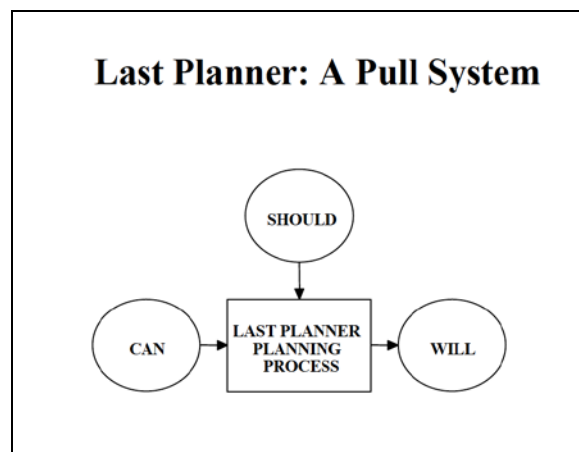 Last Planner: A Pull System
SHOULD
CAN
LAST PLANNER
PLANNING
PROCESS
WILL